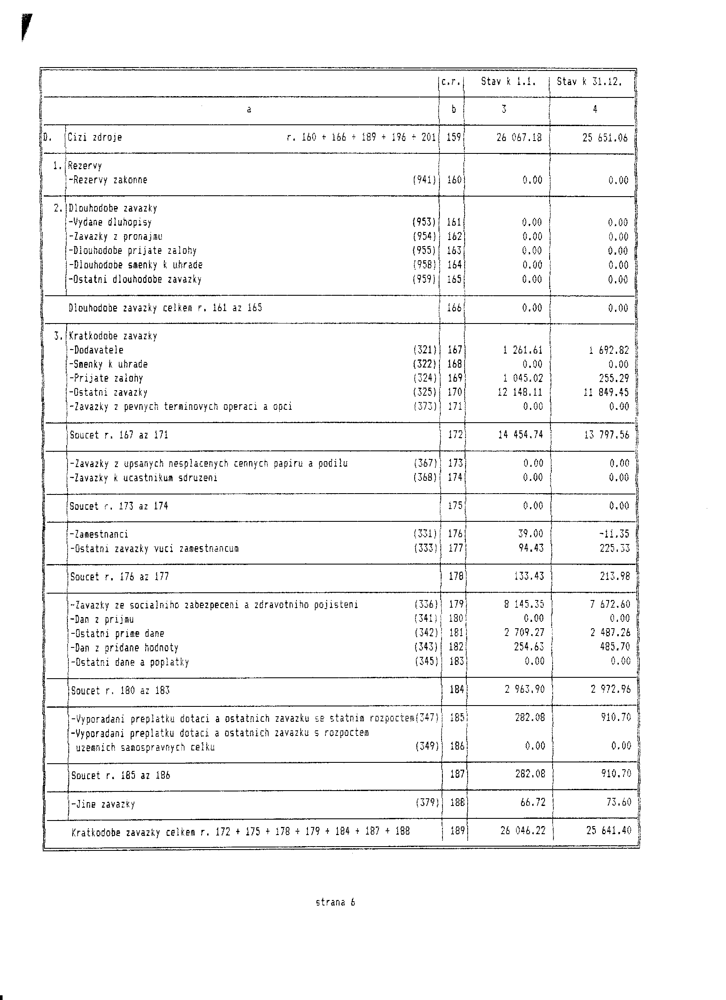 c.r. Stav k 1.1. Stav k 31.12.
a b 3 4
D. Cizi zdroje r. 160 + 166 + 189 + 196 + 201 159 26 067.18 25 651.06
1. Rezervy
-Rezervy zakonne (941) 160 0.00 0.00
2. Dlouhodobe zavazky
-Vydane dluhopisy (953) 161 0.00 0.00
-Zavazky z pronajmu (954) 162 0.00 0.00
-Dlouhodobe prijate zalohy (955) 163 0.00 0.00
-Dlouhodobe smenky k uhrade (958) 164 0.00 0.00
-Ostatni dlouhodobe zavazky (959) 165 0.00 0.00
Dlouhodobe zavazky celkem r. 161 az 165 166 0.00 0.00
3. Kratkodobe zavazky
-Dodavatele (321) 167 1 261.61 1 692.82
-Smenky k uhrade (322) 168 0.00 0.00
-Prijate zalohy (324) 169 1 045.02 255.29
-Ostatni zavazky (325) 170 12 148.11 11 849.45
-Zavazky z pevnych terminovych operaci a opci (373) 171 0.00 0.00
Soucet r. 167 az 171 172 14 454.74 13 797.56
-Zavazky z upsanych nesplacenych cennych papiru a podilu (367) 173 0.00 0.00
-Zavazky k ucastnikum sdruzeni (368) 174 0.00 0.00
Soucet r. 173 az 174 175 0.00 0.00
-Zamestnanci (331) 176 39.00 -11.35
-Ostatni zavazky vuci zamestnancum (333) 177 94.43 225.33
Soucet r. 176 az 177 178 133.43 213.98
-Zavazky ze socialniho zabezpeceni a zdravotniho pojisteni (336) 179 8 145.35 7 672.60
-Dan z prijmu (341) 180 0.00 0.00
-Ostatni prime dane (342) 181 2 709.27 2 487.26
-Dan z pridane hodnoty (343) 182 254.63 485.70
-Ostatni dane a poplatky (345) 183 0.00 0.00
Soucet r. 180 az 183 184 2 963.90 2 972.96
-Vyporadani preplatku dotaci a ostatnich zavazku se statnim rozpoctem(347) 185 282.08 910.70
-Vyporadani preplatku dotaci a ostatnich zavazku s rozpoctem
uzemnich samospravnych celku (349) 186 0.00 0.00
Soucet r. 185 az 186 187 282.08 910.70
-Jine zavazky (379) 188 66.72 73.60
Kratkodobe zavazky celkem r. 172 + 175 + 178 + 179 + 184 + 187 + 188 189 26 046.22 25 641.40
strana 6